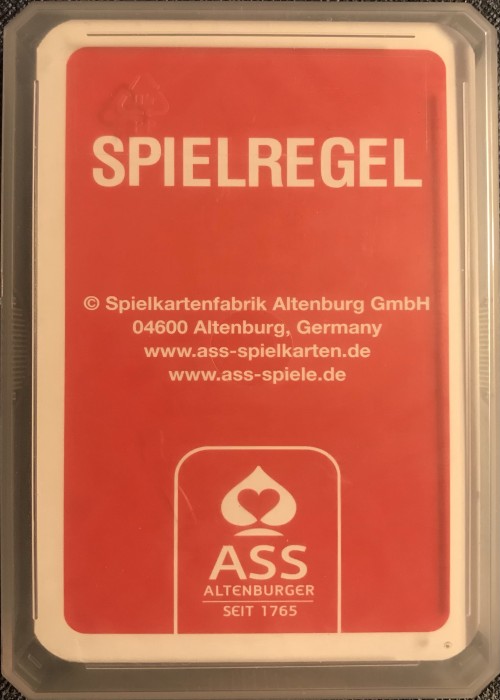 SPIELREGEL
© Spielkartenfabrik Altenburg GmbH
04600 Altenburg, Germany
www.ass-spielkarten.de
www.ass-spiele.de
ASS
ALTENBURGER
SEIT 1765